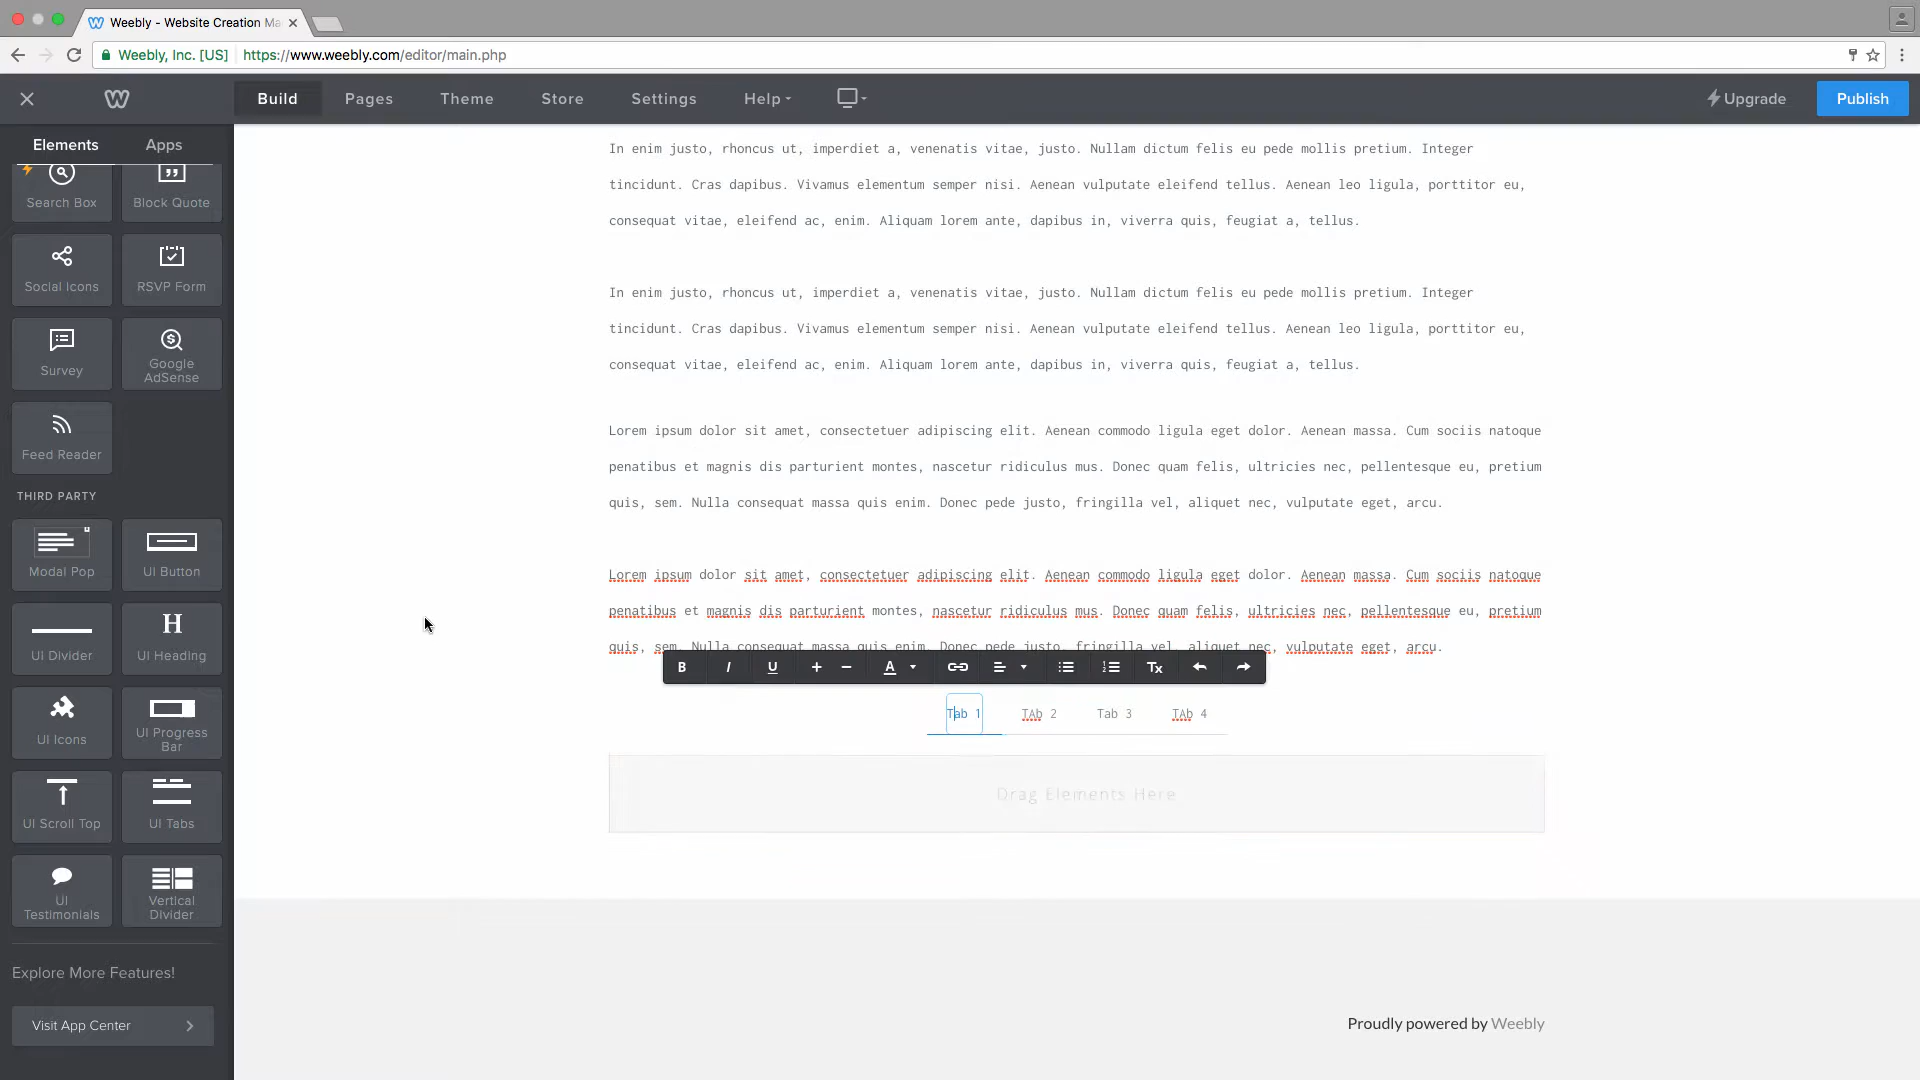 Weebly - Website Creation Ma
Weebly, Inc. [US] https://www.weebly.com/editor/main.php
Build Pages Theme Store Settings Help Upgrade Publish
Elements Apps
Search Box Block Quote
Social Icons RSVP Form
Survey Google AdSense
Feed Reader
THIRD PARTY
Modal Pop UI Button
UI Divider UI Heading
UI Icons UI Progress Bar
UI Scroll Top UI Tabs
UI Testimonials Vertical Divider
Explore More Features!
Visit App Center
In enim justo, rhoncus ut, imperdiet a, venenatis vitae, justo. Nullam dictum felis eu pede mollis pretium. Integer
tincidunt. Cras dapibus. Vivamus elementum semper nisi. Aenean vulputate eleifend tellus. Aenean leo ligula, porttitor eu,
consequat vitae, eleifend ac, enim. Aliquam lorem ante, dapibus in, viverra quis, feugiat a, tellus.
In enim justo, rhoncus ut, imperdiet a, venenatis vitae, justo. Nullam dictum felis eu pede mollis pretium. Integer
tincidunt. Cras dapibus. Vivamus elementum semper nisi. Aenean vulputate eleifend tellus. Aenean leo ligula, porttitor eu,
consequat vitae, eleifend ac, enim. Aliquam lorem ante, dapibus in, viverra quis, feugiat a, tellus.
Lorem ipsum dolor sit amet, consectetuer adipiscing elit. Aenean commodo ligula eget dolor. Aenean massa. Cum sociis natoque
penatibus et magnis dis parturient montes, nascetur ridiculus mus. Donec quam felis, ultricies nec, pellentesque eu, pretium
quis, sem. Nulla consequat massa quis enim. Donec pede justo, fringilla vel, aliquet nec, vulputate eget, arcu.
Lorem ipsum dolor sit amet, consectetuer adipiscing elit. Aenean commodo ligula eget dolor. Aenean massa. Cum sociis natoque
penatibus et magnis dis parturient montes, nascetur ridiculus mus. Donec quam felis, ultricies nec, pellentesque eu, pretium
quis, sem. Nulla consequat massa quis enim. Donec pede justo, fringilla vel, aliquet nec, vulputate eget, arcu.
B I U + − A Tx
Tab 1 TAb 2 Tab 3 TAb 4
Drag Elements Here
Proudly powered by Weebly